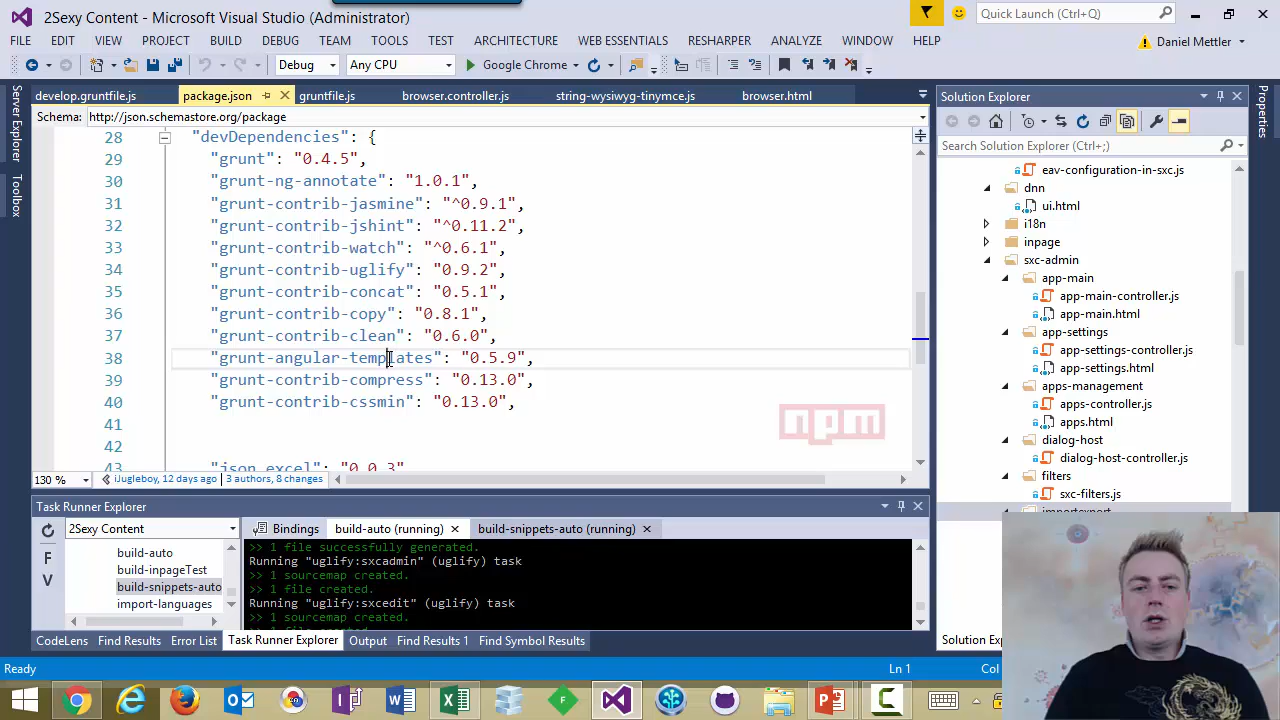 2Sexy Content - Microsoft Visual Studio (Administrator)
Quick Launch (Ctrl+Q)
FILE EDIT VIEW PROJECT BUILD DEBUG TEAM TOOLS TEST ARCHITECTURE WEB ESSENTIALS RESHARPER ANALYZE WINDOW HELP
Daniel Mettler
Debug Any CPU Google Chrome
develop.gruntfile.js package.json gruntfile.js browser.controller.js string-wysiwyg-tinymce.js browser.html
Schema: http://json.schemastore.org/package
Server Explorer
Toolbox
28 "devDependencies": {
29 "grunt": "0.4.5",
30 "grunt-ng-annotate": "1.0.1",
31 "grunt-contrib-jasmine": "^0.9.1",
32 "grunt-contrib-jshint": "^0.11.2",
33 "grunt-contrib-watch": "^0.6.1",
34 "grunt-contrib-uglify": "0.9.2",
35 "grunt-contrib-concat": "0.5.1",
36 "grunt-contrib-copy": "0.8.1",
37 "grunt-contrib-clean": "0.6.0",
38 "grunt-angular-templates": "0.5.9",
39 "grunt-contrib-compress": "0.13.0",
40 "grunt-contrib-cssmin": "0.13.0",
41
42
43 "json_excel": "0.0.3"
npm
130 % iJugleboy, 12 days ago 3 authors, 8 changes
Solution Explorer
Search Solution Explorer (Ctrl+;)
eav-configuration-in-sxc.js
dnn
ui.html
i18n
inpage
sxc-admin
app-main
app-main-controller.js
app-main.html
app-settings
app-settings-controller.js
app-settings.html
apps-management
apps-controller.js
apps.html
dialog-host
dialog-host-controller.js
filters
sxc-filters.js
importexport
Properties
Task Runner Explorer
2Sexy Content
Bindings build-auto (running) build-snippets-auto (running)
F
V
build-auto
build-inpageTest
build-snippets-auto
import-languages
>> 1 file successfully generated.
Running "uglify:sxcadmin" (uglify) task
>> 1 sourcemap created.
>> 1 file created.
Running "uglify:sxcedit" (uglify) task
>> 1 sourcemap created.
CodeLens Find Results Error List Task Runner Explorer Output Find Results 1 Find Symbol Results
Solution Ex
Ready Ln 1 Col